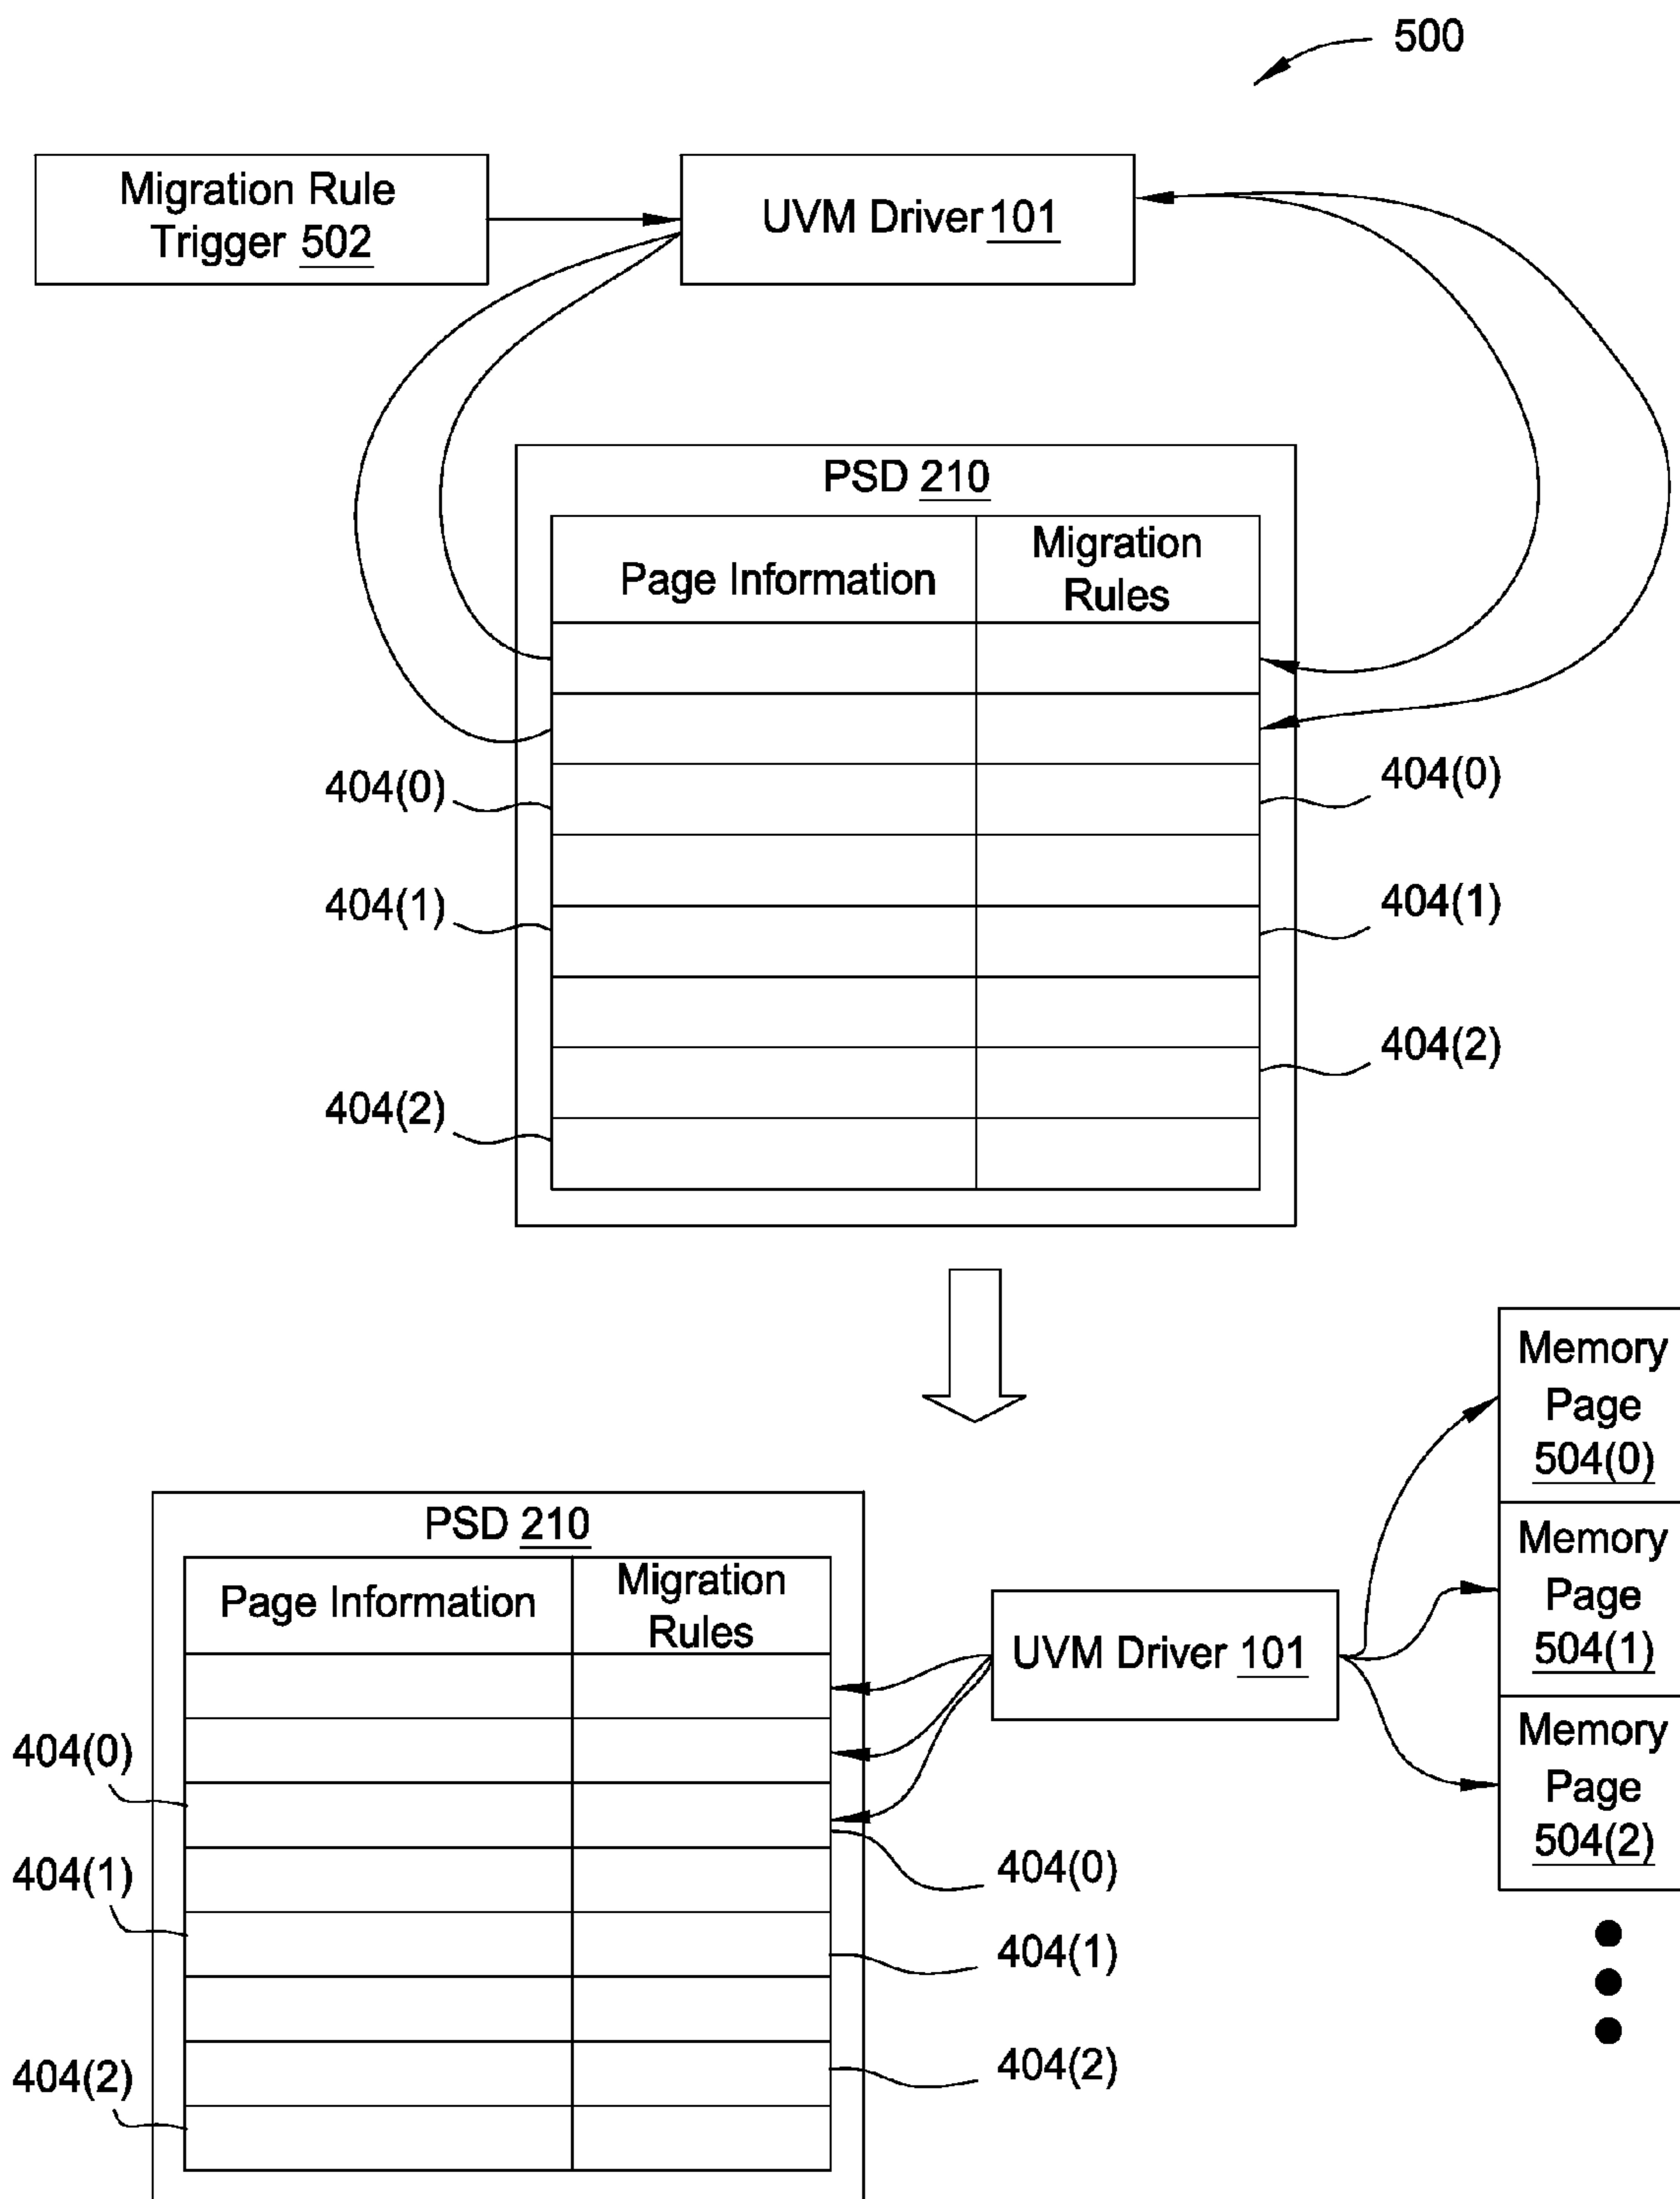 500
Migration Rule
Trigger 502
UVM Driver 101
PSD 210
Page Information
Migration
Rules
404(0)
404(0)
404(1)
404(1)
404(2)
404(2)
Memory
Page
504(0)
PSD 210
Page Information
Migration
Rules
UVM Driver 101
Memory
Page
504(1)
404(0)
Memory
Page
504(2)
404(1)
404(0)
404(1)
404(2)
404(2)